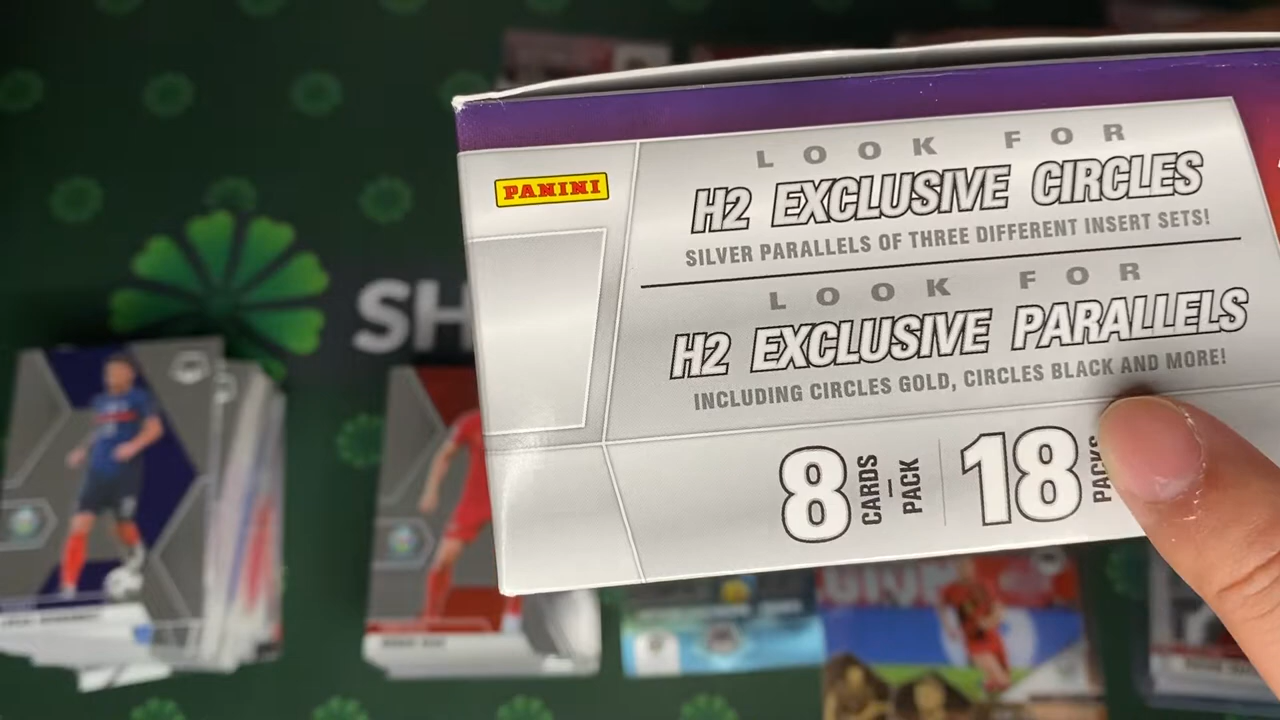 PANINI
LOOK FOR
H2 EXCLUSIVE CIRCLES
SILVER PARALLELS OF THREE DIFFERENT INSERT SETS!
LOOK FOR
H2 EXCLUSIVE PARALLELS
INCLUDING CIRCLES GOLD, CIRCLES BLACK AND MORE!
8 CARDS
PACK
18 PACKS
SH